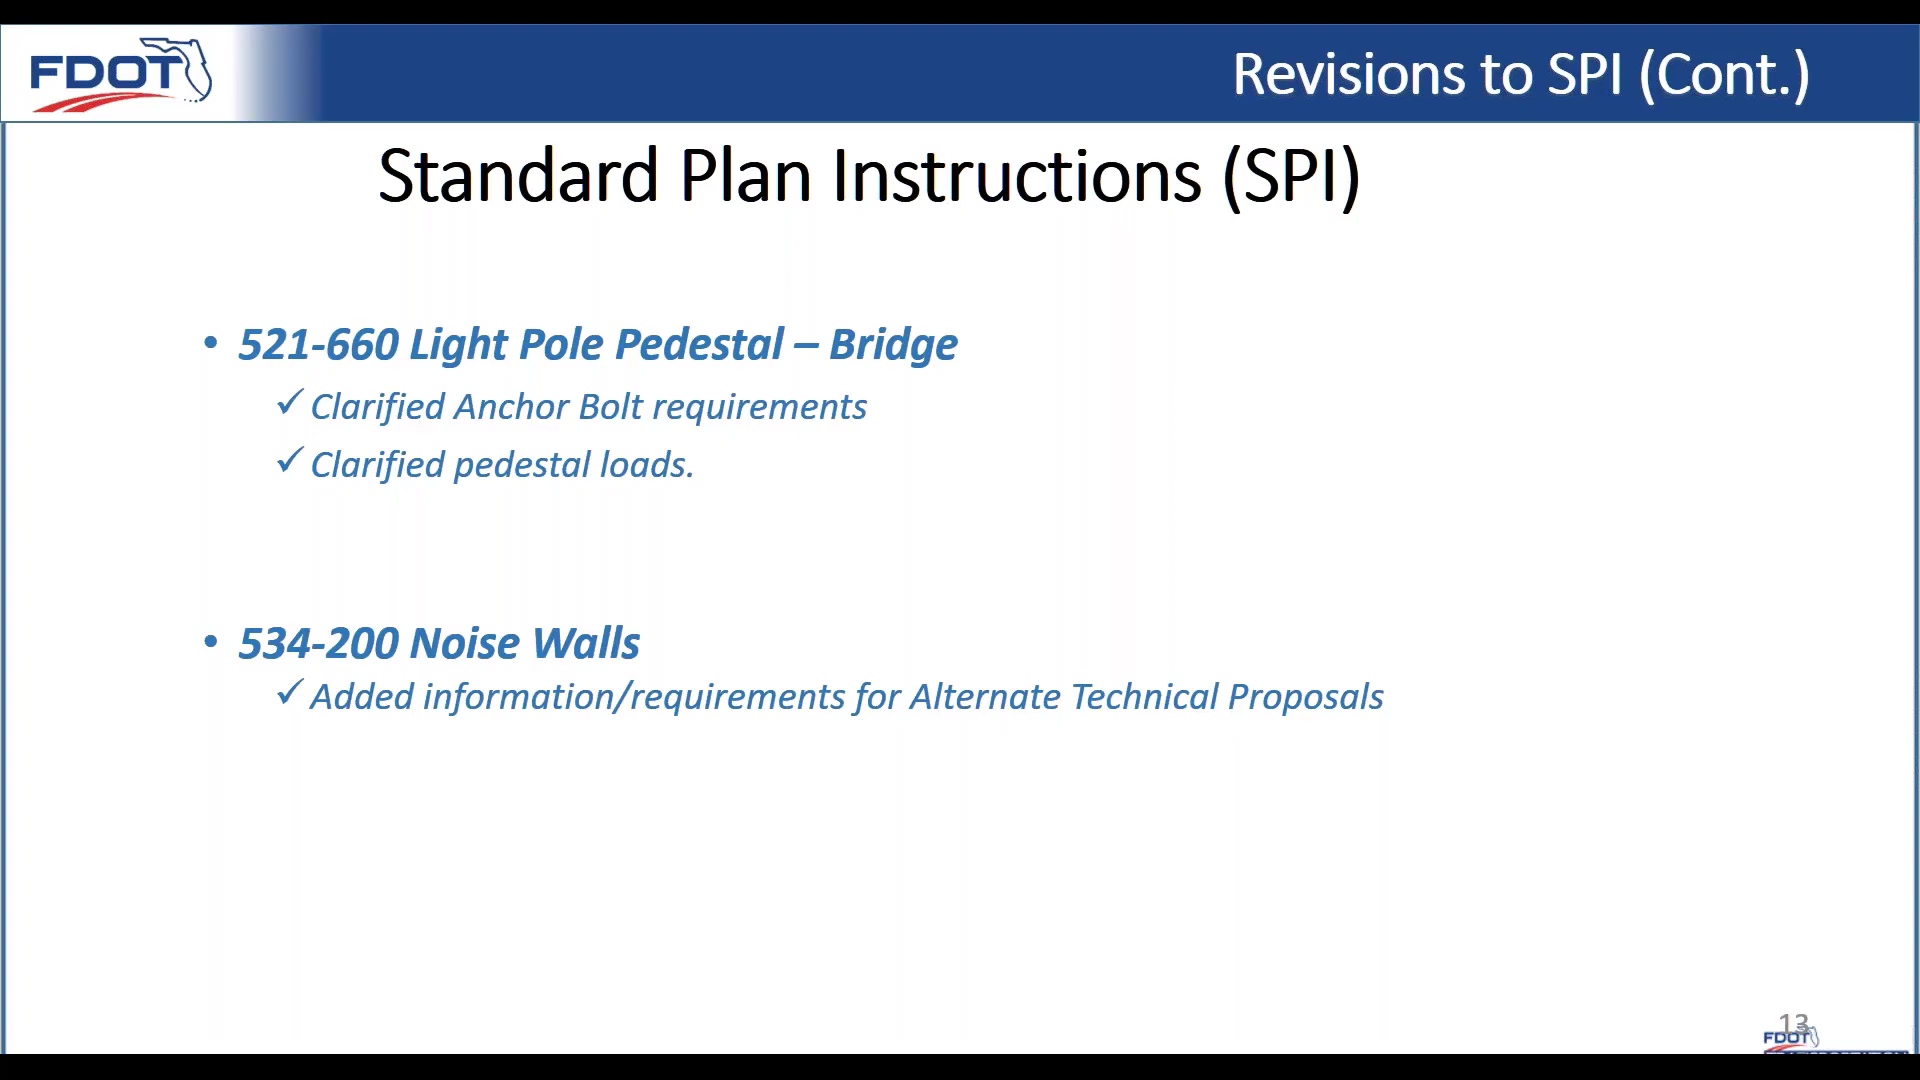 FDOT
Revisions to SPI (Cont.)
Standard Plan Instructions (SPI)
• 521-660 Light Pole Pedestal – Bridge
✓ Clarified Anchor Bolt requirements
✓ Clarified pedestal loads.
• 534-200 Noise Walls
✓ Added information/requirements for Alternate Technical Proposals
13
FDOT